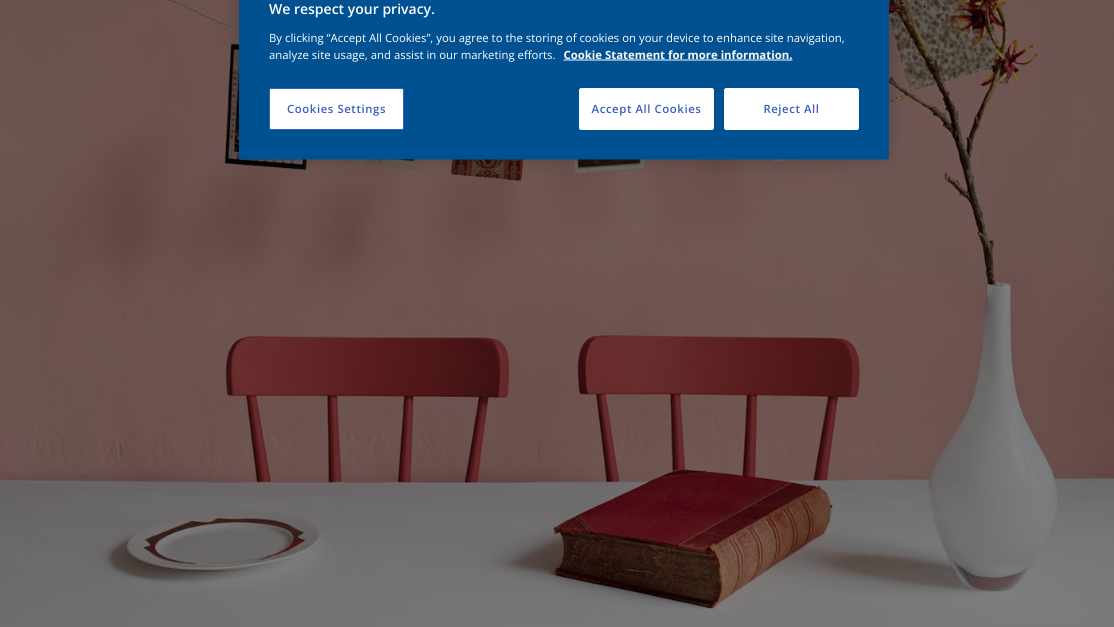 We respect your privacy.
By clicking “Accept All Cookies”, you agree to the storing of cookies on your device to enhance site navigation,
analyze site usage, and assist in our marketing efforts. Cookie Statement for more information.
Cookies Settings
Accept All Cookies
Reject All